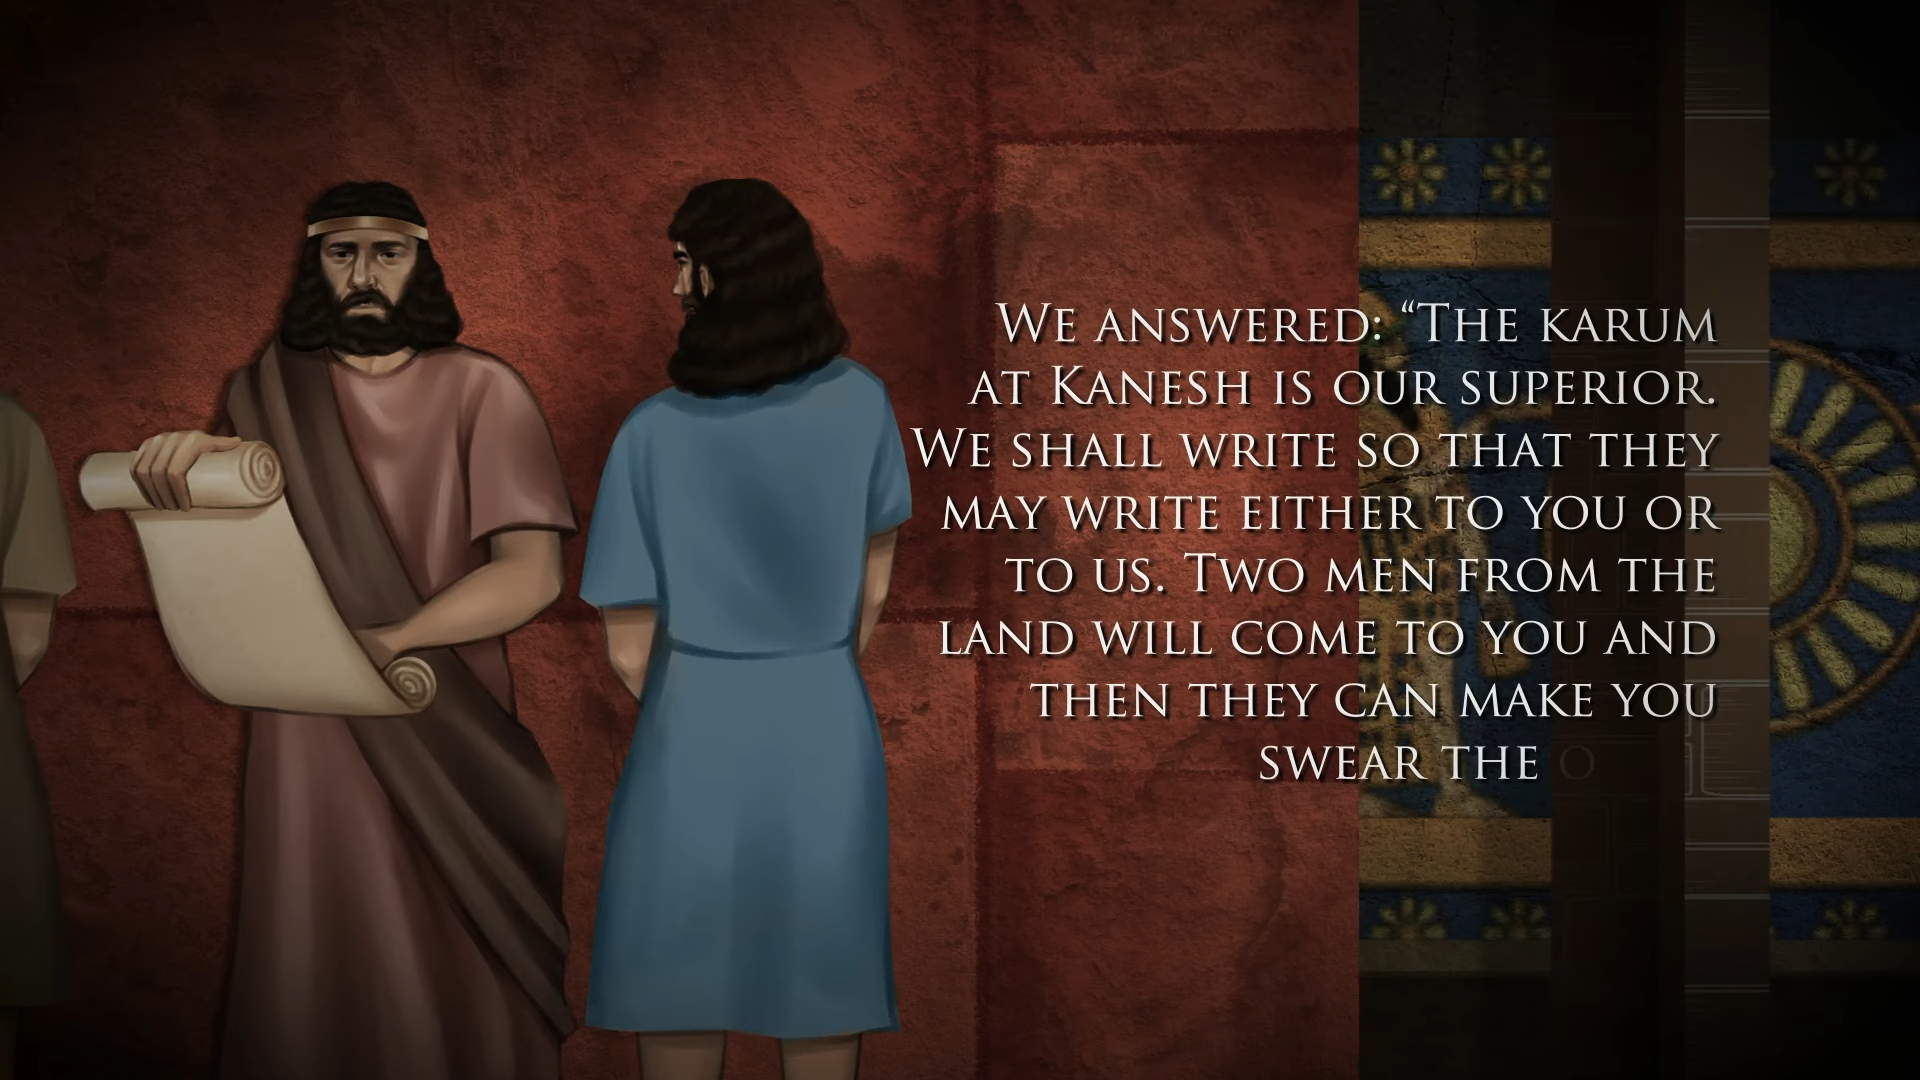 We answered: “The karum
at Kanesh is our superior.
We shall write so that they
may write either to you or
to us. Two men from the
land will come to you and
then they can make you
swear the